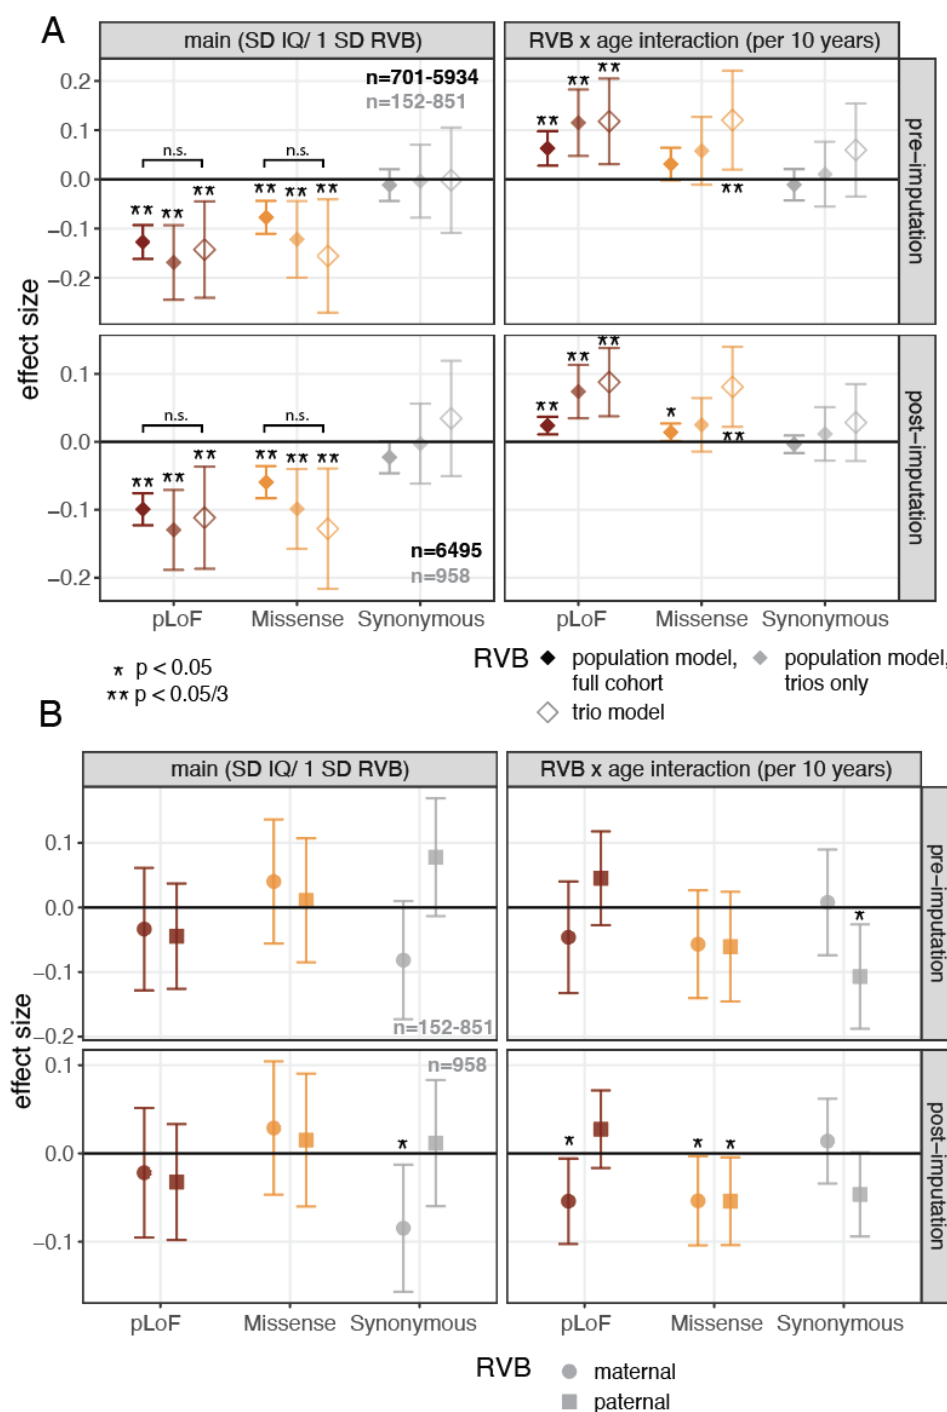 A
main (SD IQ/ 1 SD RVB)
RVB x age interaction (per 10 years)
effect size
0.2
0.1
0.0
−0.1
−0.2
n=701-5934
n=152-851
n.s.
n.s.
** ** **
** ** **
** ** **
**
pre−imputation
0.1
0.0
−0.1
−0.2
n.s.
n.s.
** ** **
** ** **
n=6495
n=958
** ** **
*
**
post−imputation
pLoF Missense Synonymous
pLoF Missense Synonymous
* p < 0.05
** p < 0.05/3
RVB
population model, full cohort
population model, trios only
trio model
B
main (SD IQ/ 1 SD RVB)
RVB x age interaction (per 10 years)
effect size
0.1
0.0
−0.1
−0.2
n=152-851
*
pre−imputation
0.1
0.0
−0.1
n=958
*
* * *
post−imputation
pLoF Missense Synonymous
pLoF Missense Synonymous
RVB
maternal
paternal